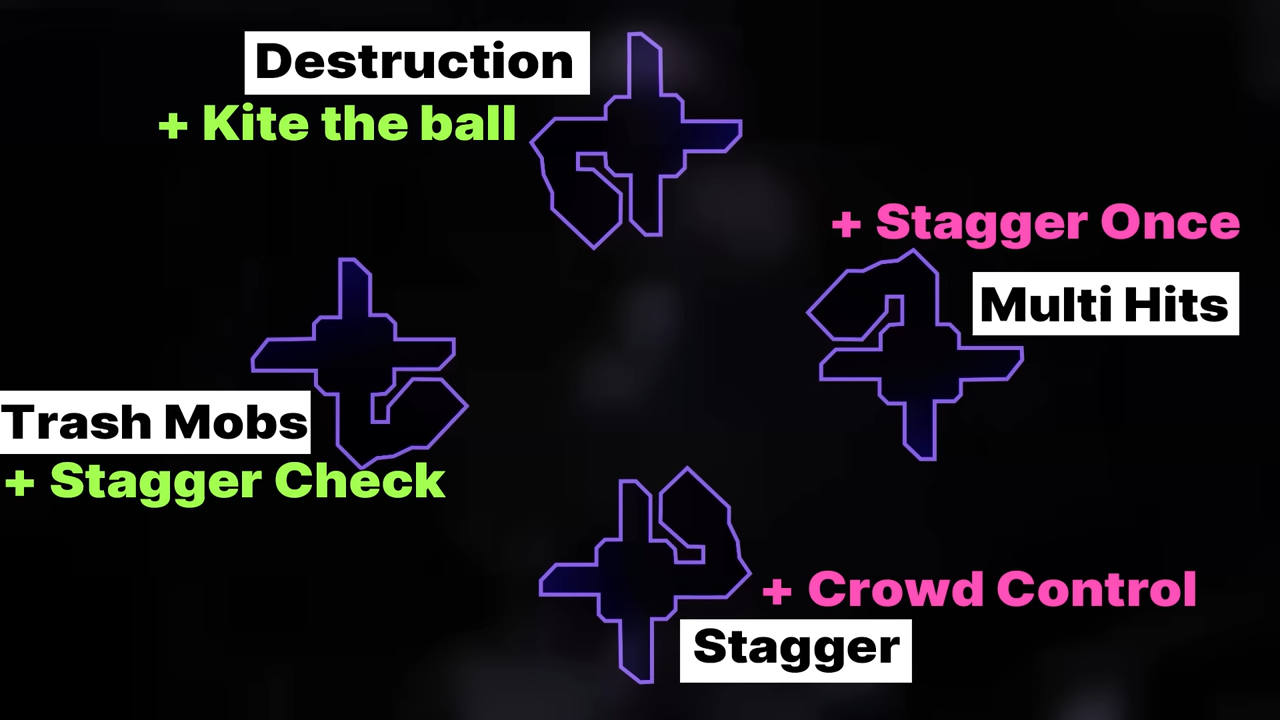 Destruction
+ Kite the ball
+ Stagger Once
Multi Hits
Trash Mobs
+ Stagger Check
+ Crowd Control
Stagger